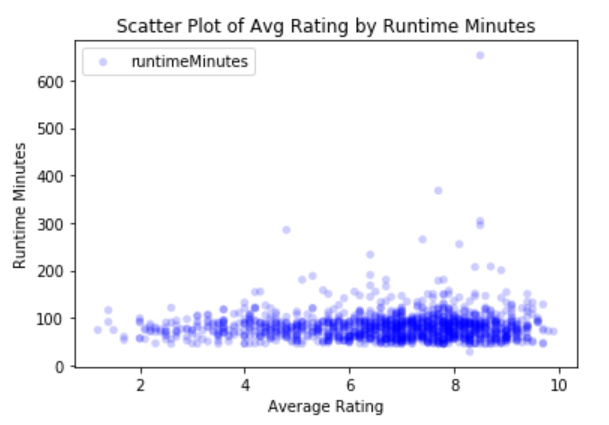 Scatter Plot of Avg Rating by Runtime Minutes
runtimeMinutes
600
500
400
300
200
100
0
Runtime Minutes
2 4 6 8 10
Average Rating